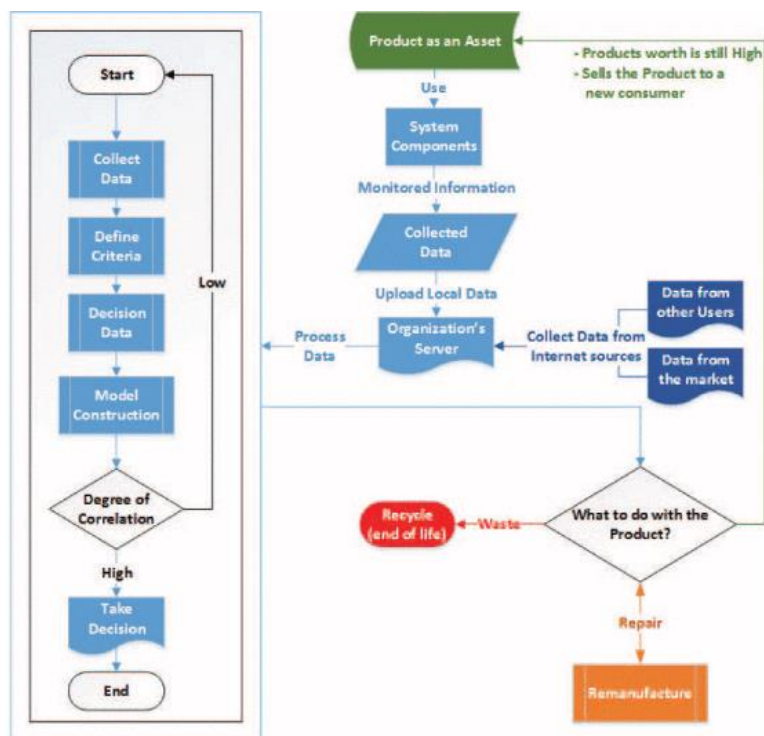 Start
Collect
Data
Define
Criteria
Decision
Data
Model
Construction
Degree of
Correlation
Low
High
Take
Decision
End
Product as an Asset
- Products worth is still High
- Sells the Product to a
new consumer
Use
System
Components
Monitored Information
Collected
Data
Upload Local Data
Organization's
Server
Process
Data
Collect Data from
Internet sources
Data from
other Users
Data from
the market
What to do with the
Product?
Waste
Recycle
(end of life)
Repair
Remanufacture